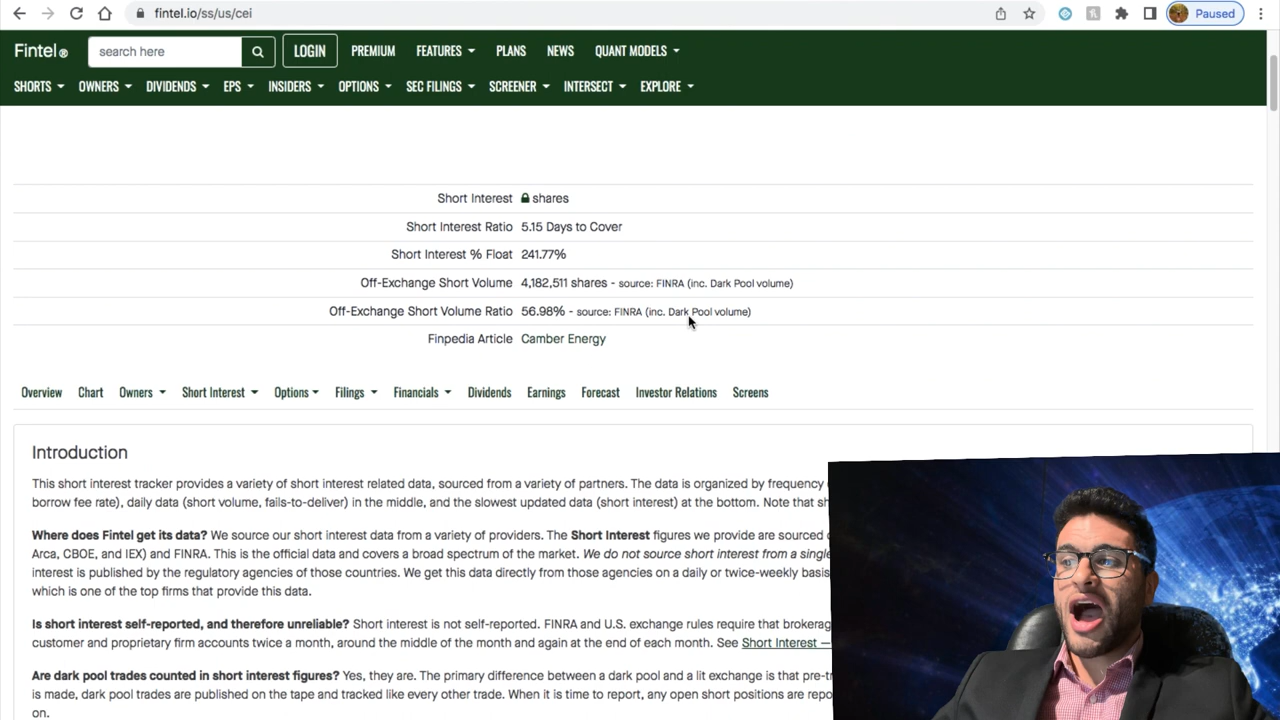 fintel.io/ss/us/cei
Paused
Fintel®
search here
LOGIN
PREMIUM
FEATURES
PLANS
NEWS
QUANT MODELS
SHORTS
OWNERS
DIVIDENDS
EPS
INSIDERS
OPTIONS
SEC FILINGS
SCREENER
INTERSECT
EXPLORE
Short Interest shares
Short Interest Ratio 5.15 Days to Cover
Short Interest % Float 241.77%
Off-Exchange Short Volume 4,182,511 shares - source: FINRA (inc. Dark Pool volume)
Off-Exchange Short Volume Ratio 56.98% - source: FINRA (inc. Dark Pool volume)
Finpedia Article Camber Energy
Overview Chart Owners Short Interest Options Filings Financials Dividends Earnings Forecast Investor Relations Screens
Introduction
This short interest tracker provides a variety of short interest related data, sourced from a variety of partners. The data is organized by frequency
borrow fee rate), daily data (short volume, fails-to-deliver) in the middle, and the slowest updated data (short interest) at the bottom. Note that
Where does Fintel get its data? We source our short interest data from a variety of providers. The Short Interest figures we provide are sourced
Arca, CBOE, and IEX) and FINRA. This is the official data and covers a broad spectrum of the market. We do not source short interest from a single
interest is published by the regulatory agencies of those countries. We get this data directly from those agencies on a daily or twice-weekly basis
which is one of the top firms that provide this data.
Is short interest self-reported, and therefore unreliable? Short interest is not self-reported. FINRA and U.S. exchange rules require that
customer and proprietary firm accounts twice a month, around the middle of the month and again at the end of each month. See Short Interest —
Are dark pool trades counted in short interest figures? Yes, they are. The primary difference between a dark pool and a lit exchange is that
is made, dark pool trades are published on the tape and tracked like every other trade. When it is time to report, any open short positions are
on.